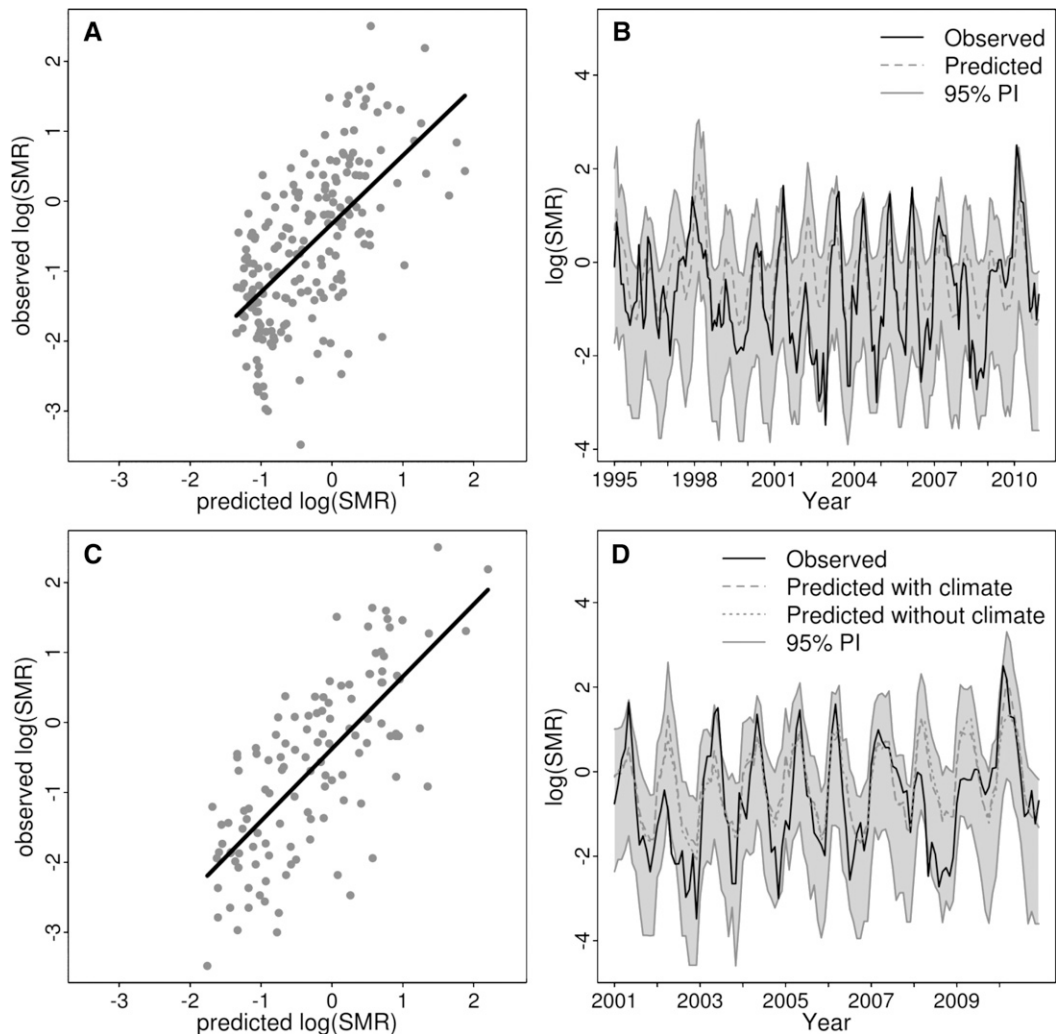 A
observed log(SMR)
2
1
0
-1
-2
-3
-3
-2
-1
0
1
2
predicted log(SMR)
B
Observed
Predicted
95% PI
log(SMR)
4
2
0
-2
-4
1995
1998
2001
2004
2007
2010
Year
C
observed log(SMR)
2
1
0
-1
-2
-3
-3
-2
-1
0
1
2
predicted log(SMR)
D
Observed
Predicted with climate
Predicted without climate
95% PI
log(SMR)
4
2
0
-2
-4
2001
2003
2005
2007
2009
Year